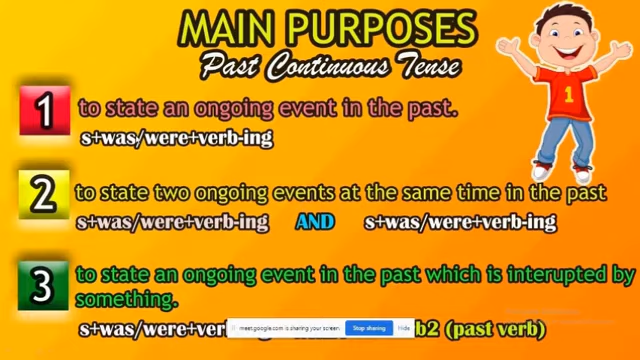 MAIN PURPOSES
Past Continuous Tense
1 to state an ongoing event in the past.
s+was/were+verb-ing
2 to state two ongoing events at the same time in the past
s+was/were+verb-ing AND s+was/were+verb-ing
3 to state an ongoing event in the past which is interupted by
something.
s+was/were+ver b2 (past verb)
meet.google.com is sharing your screen. Stop sharing Hide
1